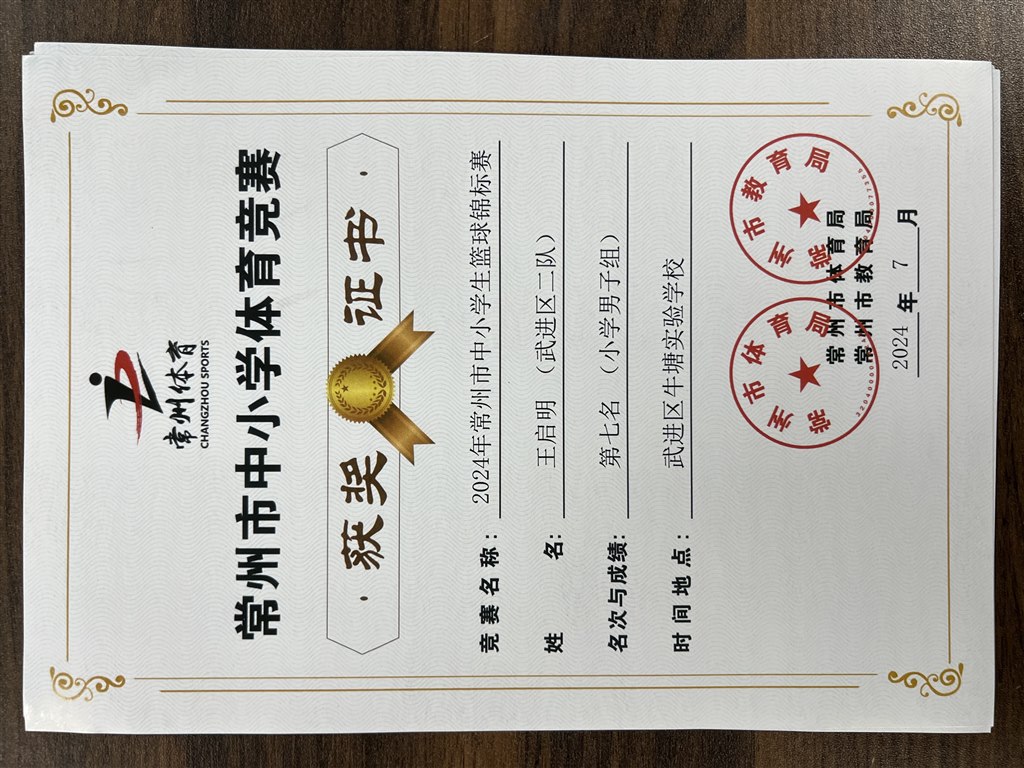 常州体育
CHANGZHOU SPORTS
常州市中小学体育竞赛
· 获奖 证书 ·
竞赛名称：2024年常州市中小学生篮球锦标赛
姓名：王启明（武进区二队）
名次与成绩：第七名（小学男子组）
时间地点：武进区牛塘实验学校
常州市体育局
常州市教育局
2024年7月
常州市体育局
常州市教育局